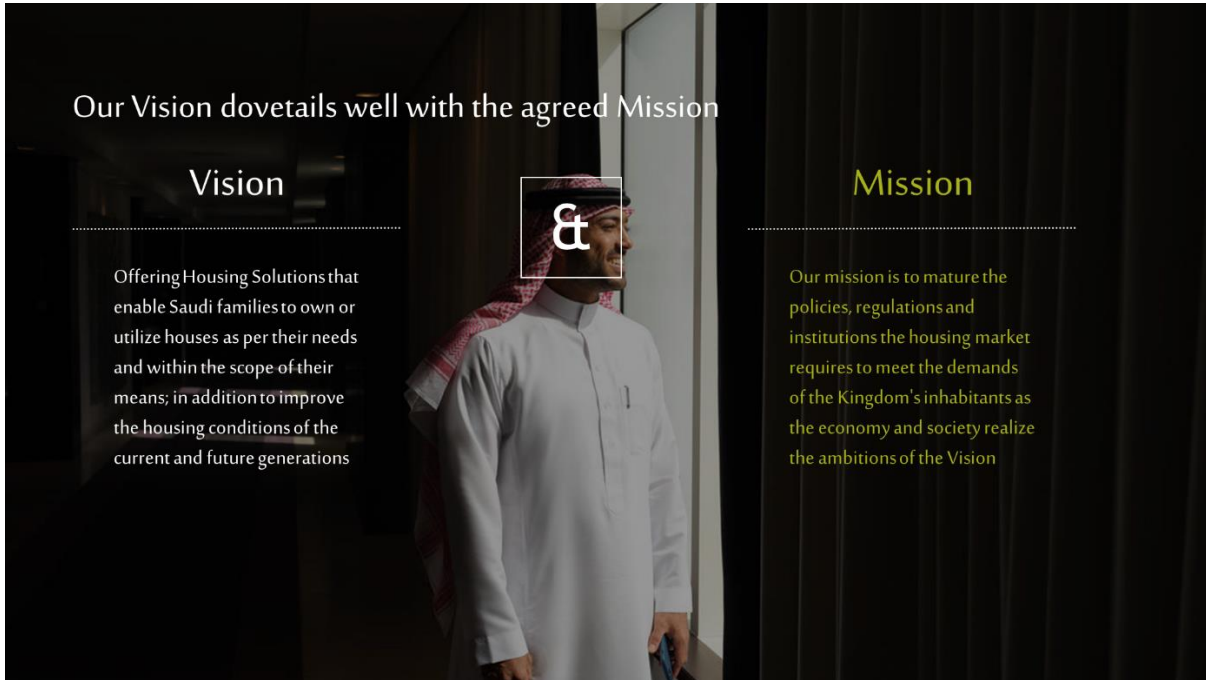 Our Vision dovetails well with the agreed Mission
Vision
Offering Housing Solutions that
enable Saudi families to own or
utilize houses as per their needs
and within the scope of their
means; in addition to improve
the housing conditions of the
current and future generations
&
Mission
Our mission is to mature the
policies, regulations and
institutions the housing market
requires to meet the demands
of the Kingdom's inhabitants as
the economy and society realize
the ambitions of the Vision